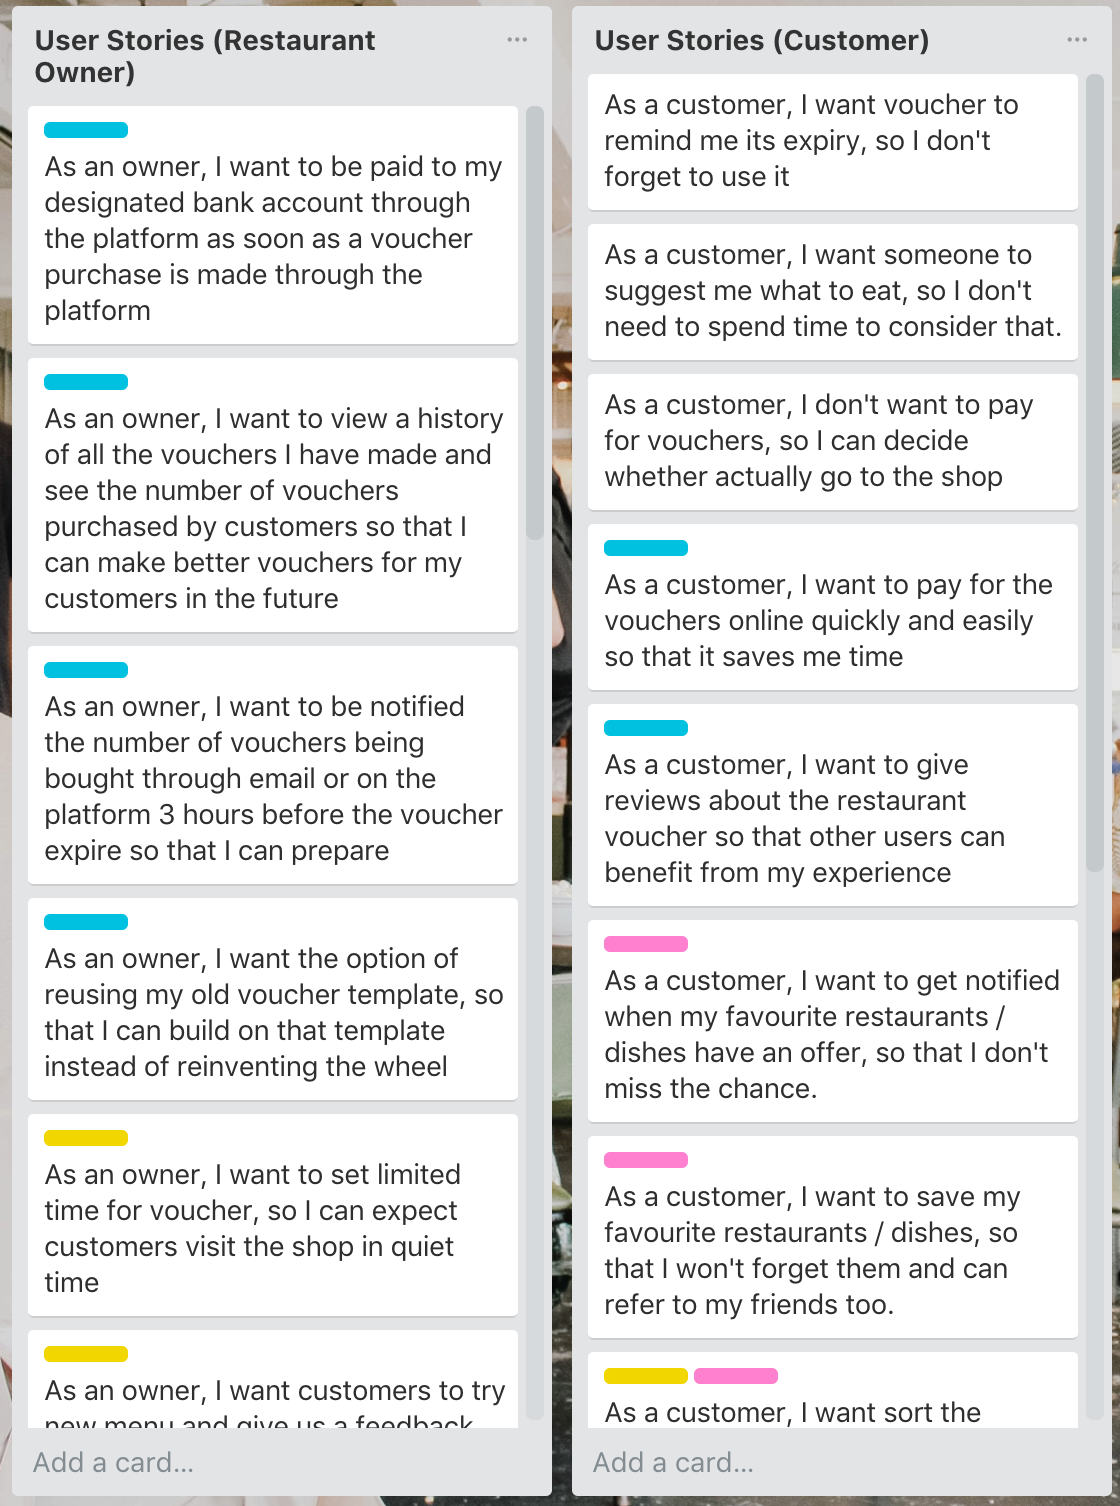 User Stories (Restaurant
Owner)
As an owner, I want to be paid to my
designated bank account through
the platform as soon as a voucher
purchase is made through the
platform
As an owner, I want to view a history
of all the vouchers I have made and
see the number of vouchers
purchased by customers so that I
can make better vouchers for my
customers in the future
As an owner, I want to be notified
the number of vouchers being
bought through email or on the
platform 3 hours before the voucher
expire so that I can prepare
As an owner, I want the option of
reusing my old voucher template, so
that I can build on that template
instead of reinventing the wheel
As an owner, I want to set limited
time for voucher, so I can expect
customers visit the shop in quiet
time
As an owner, I want customers to try
new menu and give us a feedback
Add a card...
User Stories (Customer)
As a customer, I want voucher to
remind me its expiry, so I don't
forget to use it
As a customer, I want someone to
suggest me what to eat, so I don't
need to spend time to consider that.
As a customer, I don't want to pay
for vouchers, so I can decide
whether actually go to the shop
As a customer, I want to pay for the
vouchers online quickly and easily
so that it saves me time
As a customer, I want to give
reviews about the restaurant
voucher so that other users can
benefit from my experience
As a customer, I want to get notified
when my favourite restaurants /
dishes have an offer, so that I don't
miss the chance.
As a customer, I want to save my
favourite restaurants / dishes, so
that I won't forget them and can
refer to my friends too.
As a customer, I want sort the
Add a card...